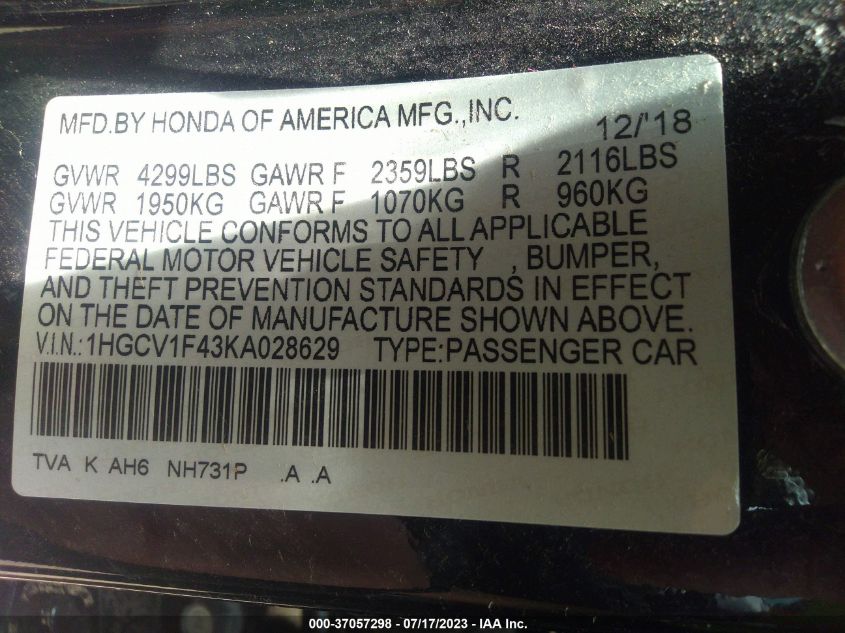 MFD.BY HONDA OF AMERICA MFG.,INC. 12/'18
GVWR 4299LBS GAWR F 2359LBS R 2116LBS
GVWR 1950KG GAWR F 1070KG R 960KG
THIS VEHICLE CONFORMS TO ALL APPLICABLE
FEDERAL MOTOR VEHICLE SAFETY , BUMPER,
AND THEFT PREVENTION STANDARDS IN EFFECT
ON THE DATE OF MANUFACTURE SHOWN ABOVE.
V.I.N.:1HGCV1F43KA028629 TYPE:PASSENGER CAR
TVA K AH6 NH731P .A .A
000-37057298 - 07/17/2023 - IAA Inc.